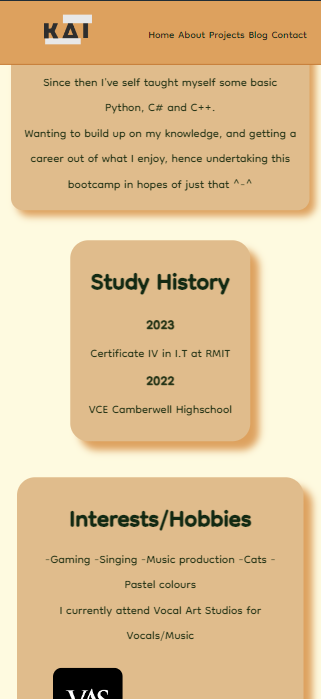 KAI
Home About Projects Blog Contact
Since then I've self taught myself some basic
Python, C# and C++.
Wanting to build up on my knowledge, and getting a
career out of what I enjoy, hence undertaking this
bootcamp in hopes of just that ^-^
Study History
2023
Certificate IV in I.T at RMIT
2022
VCE Camberwell Highschool
Interests/Hobbies
-Gaming -Singing -Music production -Cats -
Pastel colours
I currently attend Vocal Art Studios for
Vocals/Music
VAS